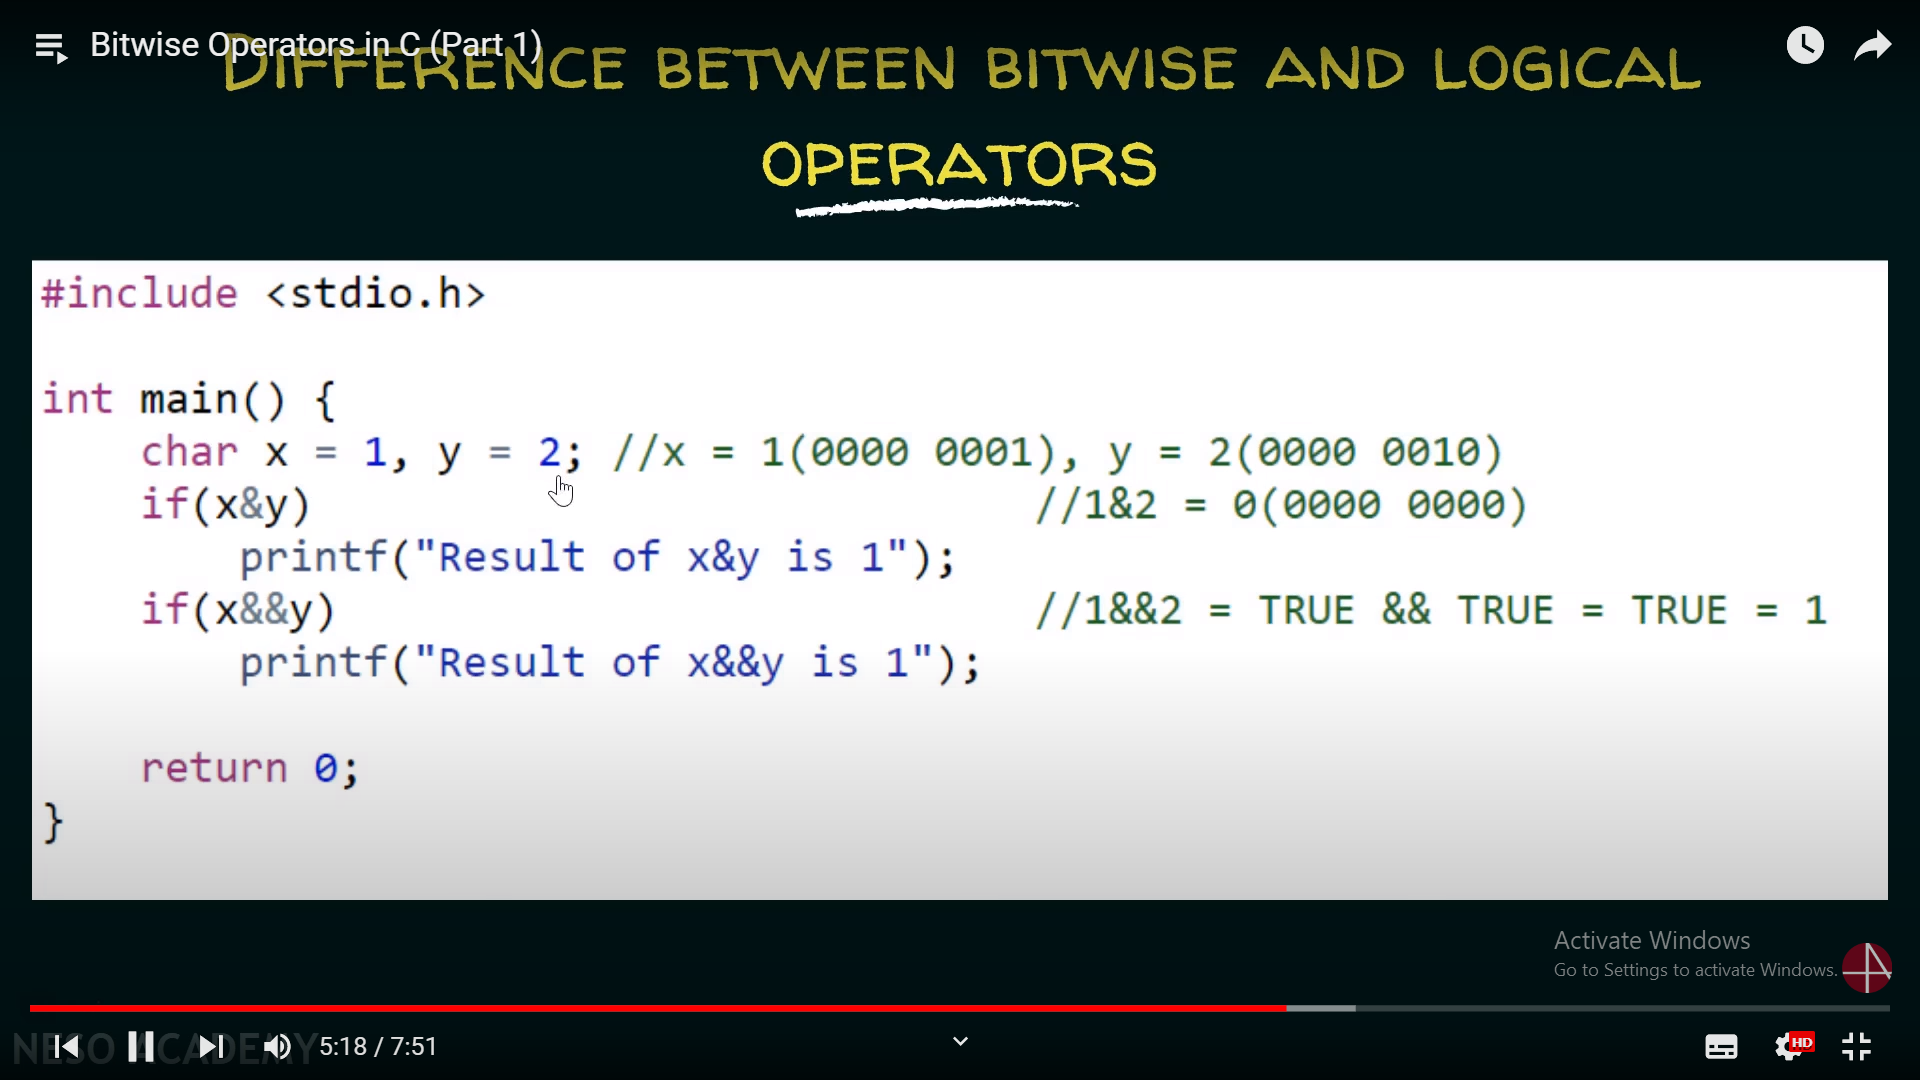 Bitwise Operators in C (Part 1)
DIFFERENCE BETWEEN BITWISE AND LOGICAL
OPERATORS
#include <stdio.h>
int main() {
char x = 1, y = 2; //x = 1(0000 0001), y = 2(0000 0010)
if(x&y) //1&2 = 0(0000 0000)
printf("Result of x&y is 1");
if(x&&y) //1&&2 = TRUE && TRUE = TRUE = 1
printf("Result of x&&y is 1");
return 0;
}
Activate Windows
Go to Settings to activate Windows.
NESO ACADEMY
5:18 / 7:51
HD